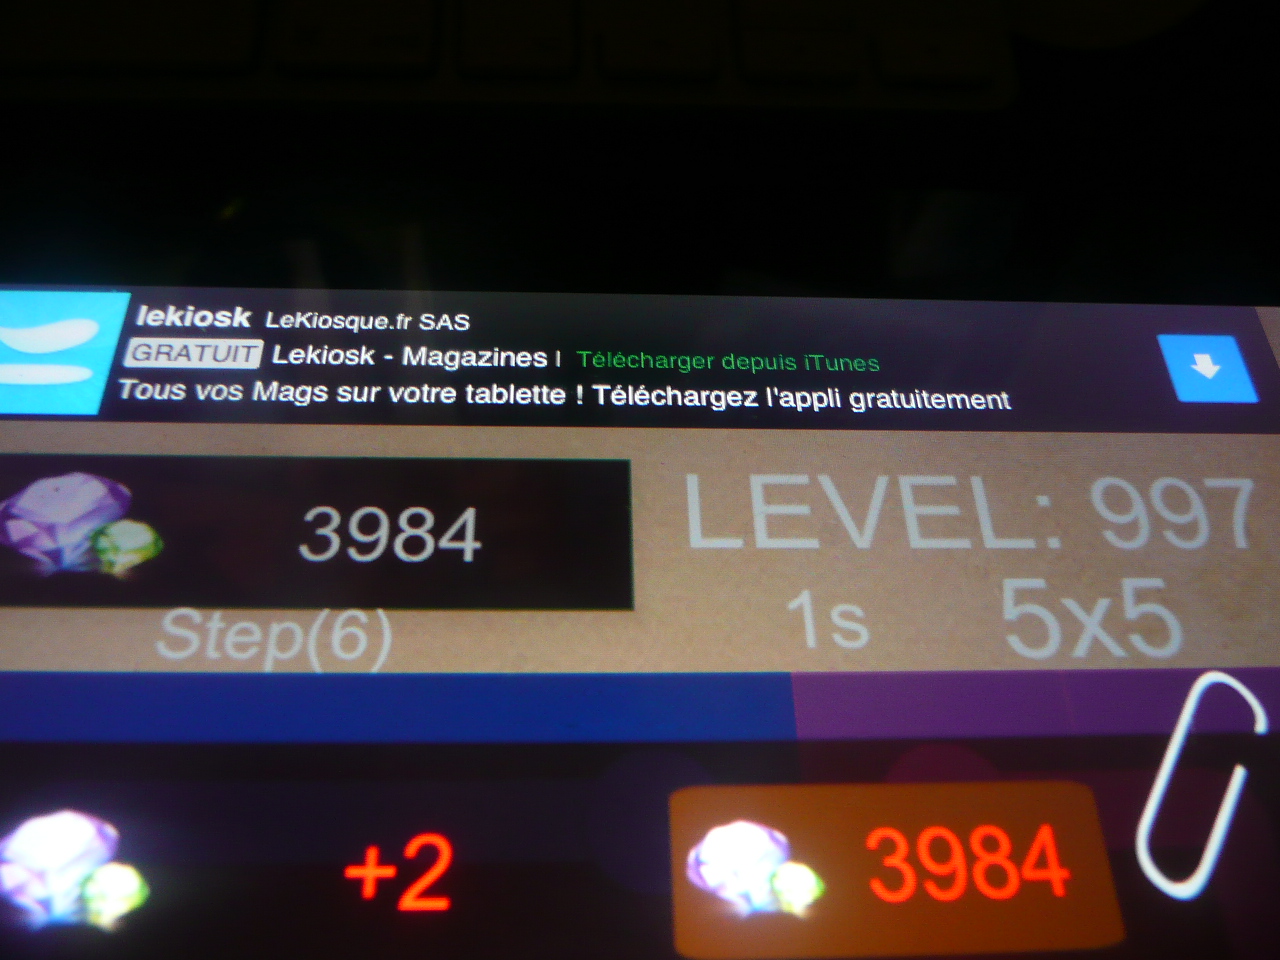 lekiosk LeKiosque.fr SAS
GRATUIT Lekiosk - Magazines | Télécharger depuis iTunes
Tous vos Mags sur votre tablette ! Téléchargez l'appli gratuitement
3984
LEVEL: 997
Step(6)
1s 5x5
+2
3984